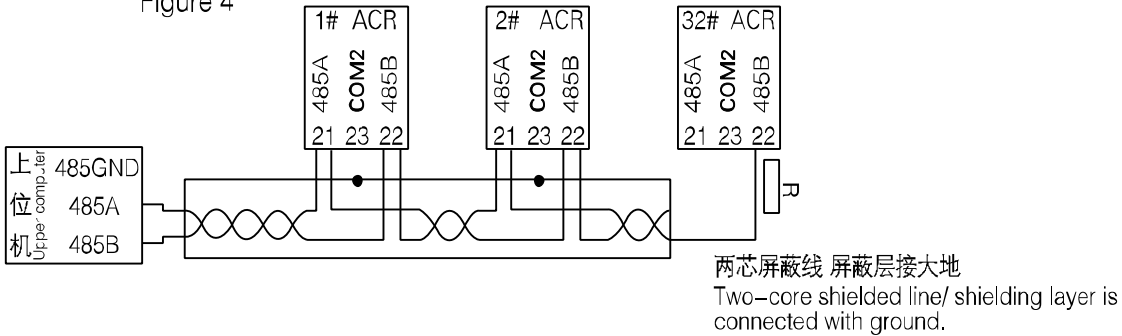 Figure 4
1# ACR
485A
COM2
485B
21 23 22
2# ACR
485A
COM2
485B
21 23 22
32# ACR
485A
COM2
485B
21 23 22
上位机
Upper computer
485GND
485A
485B
R
两芯屏蔽线 屏蔽层接大地
Two-core shielded line/ shielding layer is
connected with ground.